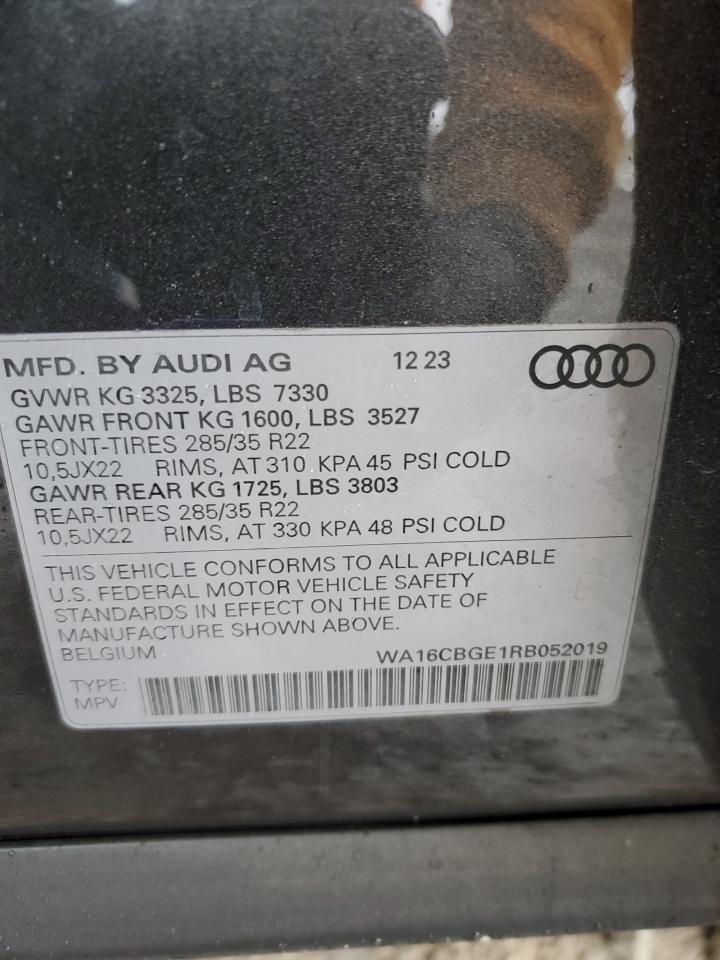 MFD. BY AUDI AG 12 23
GVWR KG 3325, LBS 7330
GAWR FRONT KG 1600, LBS 3527
FRONT-TIRES 285/35 R22
10,5JX22 RIMS, AT 310 KPA 45 PSI COLD
GAWR REAR KG 1725, LBS 3803
REAR-TIRES 285/35 R22
10,5JX22 RIMS, AT 330 KPA 48 PSI COLD
THIS VEHICLE CONFORMS TO ALL APPLICABLE
U.S. FEDERAL MOTOR VEHICLE SAFETY
STANDARDS IN EFFECT ON THE DATE OF
MANUFACTURE SHOWN ABOVE.
BELGIUM WA16CBGE1RB052019
TYPE:
MPV